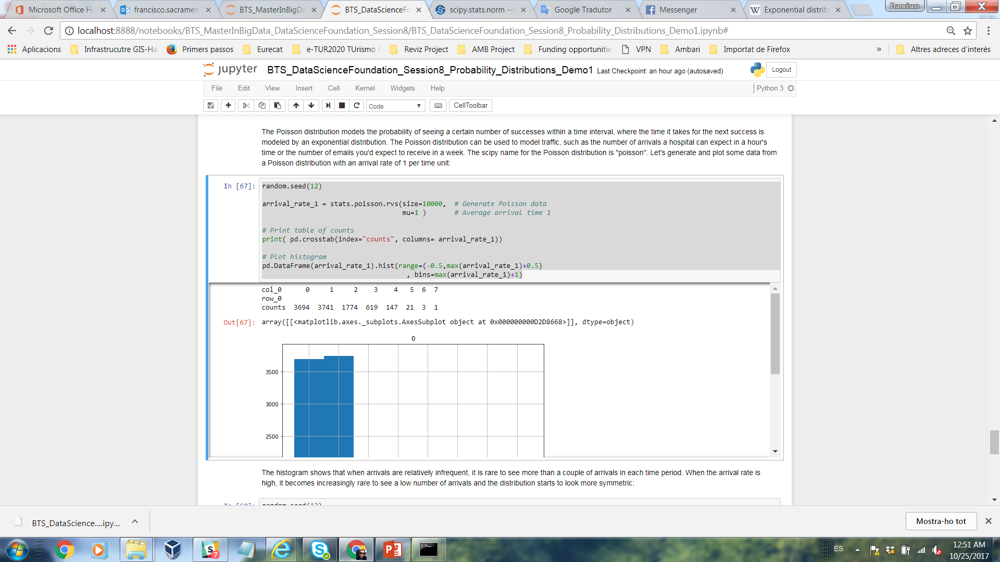 Microsoft Office Ho
francisco.sacramen
BTS_MasterInBigDa
BTS_DataScienceFo
scipy.stats.norm —
Google Tradutor
Messenger
Exponential distrib
Francisco
localhost:8888/notebooks/BTS_MasterInBigData_DataScienceFoundation_Session8/BTS_DataScienceFoundation_Session8_Probability_Distributions_Demo1.ipynb#
Aplicacions
Infrastrucutre GIS-Ha
Primers passos
Eurecat
e-TUR2020 TUrismo
Reviz Project
AMB Project
Funding opportunitie
VPN
Ambari
Importat de Firefox
»
Altres adreces d'interès
jupyter BTS_DataScienceFoundation_Session8_Probability_Distributions_Demo1 Last Checkpoint: an hour ago (autosaved)
Logout
File Edit View Insert Cell Kernel Widgets Help
Python 3
Code
CellToolbar
The Poisson distribution models the probability of seeing a certain number of successes within a time interval, where the time it takes for the next success is
modeled by an exponential distribution. The Poisson distribution can be used to model traffic, such as the number of arrivals a hospital can expect in a hour's
time or the number of emails you'd expect to receive in a week. The scipy name for the Poisson distribution is "poisson". Let's generate and plot some data from
a Poisson distribution with an arrival rate of 1 per time unit:
In [67]: random.seed(12)
arrival_rate_1 = stats.poisson.rvs(size=10000, # Generate Poisson data
mu=1 ) # Average arrival time 1
# Print table of counts
print( pd.crosstab(index="counts", columns= arrival_rate_1))
# Plot histogram
pd.DataFrame(arrival_rate_1).hist(range=(-0.5,max(arrival_rate_1)+0.5)
, bins=max(arrival_rate_1)+1)
col_0 0 1 2 3 4 5 6 7
row_0
counts 3694 3741 1774 619 147 21 3 1
Out[67]: array([[<matplotlib.axes._subplots.AxesSubplot object at 0x000000000D2D8668>]], dtype=object)
0
3500
3000
2500
The histogram shows that when arrivals are relatively infrequent, it is rare to see more than a couple of arrivals in each time period. When the arrival rate is
high, it becomes increasingly rare to see a low number of arrivals and the distribution starts to look more symmetric:
In [68]: random.seed(12)
BTS_DataScience....ipy...
Mostra-ho tot
7
ES
12:51 AM
10/25/2017